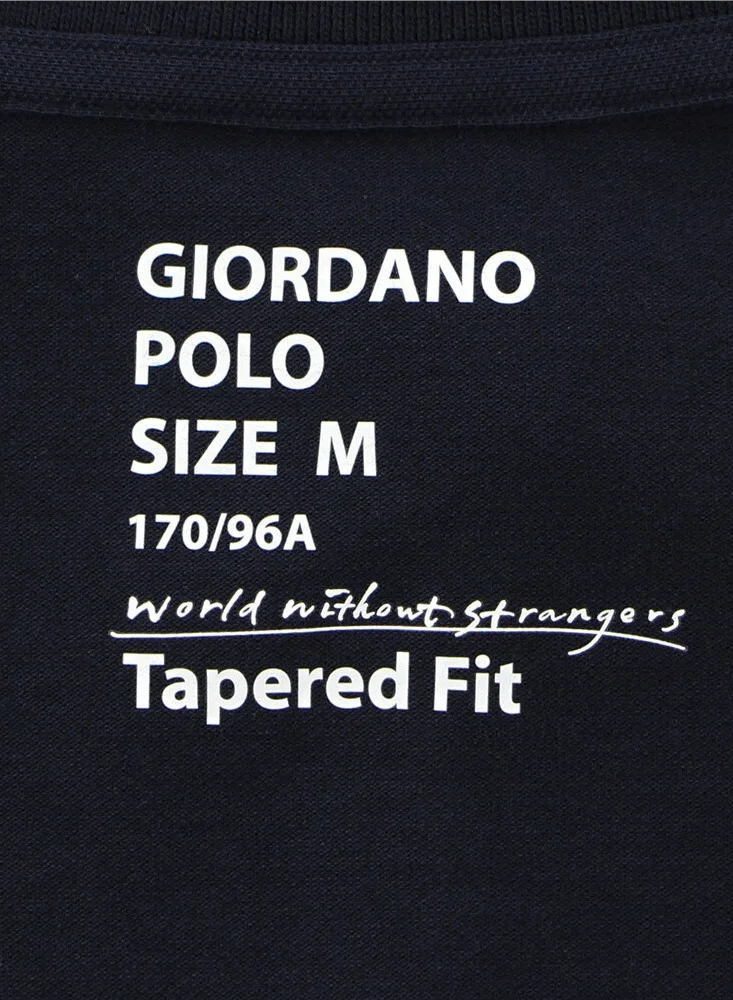 GIORDANO
POLO
SIZE M
170/96A
World without strangers
Tapered Fit